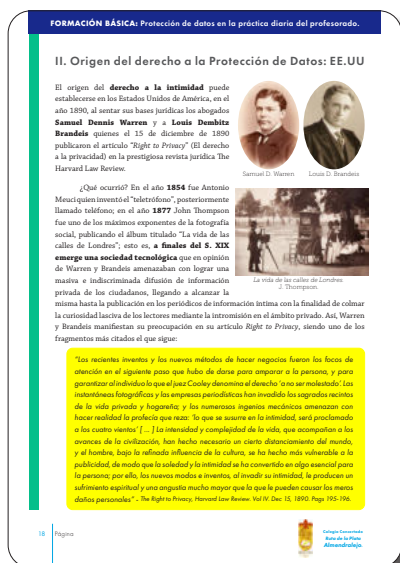 FORMACIÓN BÁSICA: Protección de datos en la práctica diaria del profesorado.
II. Origen del derecho a la Protección de Datos: EE.UU
El origen del derecho a la intimidad puede
establecerse en los Estados Unidos de América, en el
año 1890, al sentar sus bases jurídicas los abogados
Samuel Dennis Warren y a Louis Dembitz
Brandeis quienes el 15 de diciembre de 1890
publicaron el artículo "Right to Privacy" (El derecho
a la privacidad) en la prestigiosa revista jurídica The
Harvard Law Review.
Samuel D. Warren
Louis D. Brandeis
¿Qué ocurrió? En el año 1854 fue Antonio
Meuci quien inventó el "teletrófono", posteriormente
llamado teléfono; en el año 1877 John Thompson
fue uno de los máximos exponentes de la fotografía
social, publicando el álbum titulado "La vida de las
calles de Londres"; esto es, a finales del S. XIX
emerge una sociedad tecnológica que en opinión
de Warren y Brandeis amenazaban con lograr una
masiva e indiscriminada difusión de información
privada de los ciudadanos, llegando a alcanzar la
La vida de las calles de Londres.
J. Thompson.
misma hasta la publicación en los periódicos de información íntima con la finalidad de colmar
la curiosidad lasciva de los lectores mediante la intromisión en el ámbito privado. Así, Warren
y Brandeis manifiestan su preocupación en su artículo Right to Privacy, siendo uno de los
fragmentos más citados el que sigue:
"Los recientes inventos y los nuevos métodos de hacer negocios fueron los focos de
atención en el siguiente paso que hubo de darse para amparar a la persona, y para
garantizar al individuo lo que el juez Cooley denomina el derecho 'a no ser molestado'. Las
instantáneas fotográficas y las empresas periodísticas han invadido los sagrados recintos
de la vida privada y hogareña; y los numerosos ingenios mecánicos amenazan con
hacer realidad la profecía que reza: 'lo que se susurre en la intimidad, será proclamado
a los cuatro vientos' [ ... ] La intensidad y complejidad de la vida, que acompañan a los
avances de la civilización, han hecho necesario un cierto distanciamiento del mundo,
y el hombre, bajo la refinada influencia de la cultura, se ha hecho más vulnerable a la
publicidad, de modo que la soledad y la intimidad se ha convertido en algo esencial para
la persona; por ello, los nuevos modos e inventos, al invadir su intimidad, le producen un
sufrimiento espiritual y una angustia mucho mayor que la que le pueden causar los meros
daños personales" - The Right to Privacy, Harvard Law Review. Vol IV. Dec 15, 1890. Pags 195-196.
18 Página
Colegio Concertado
Ruta de la Plata
Almendralejo.